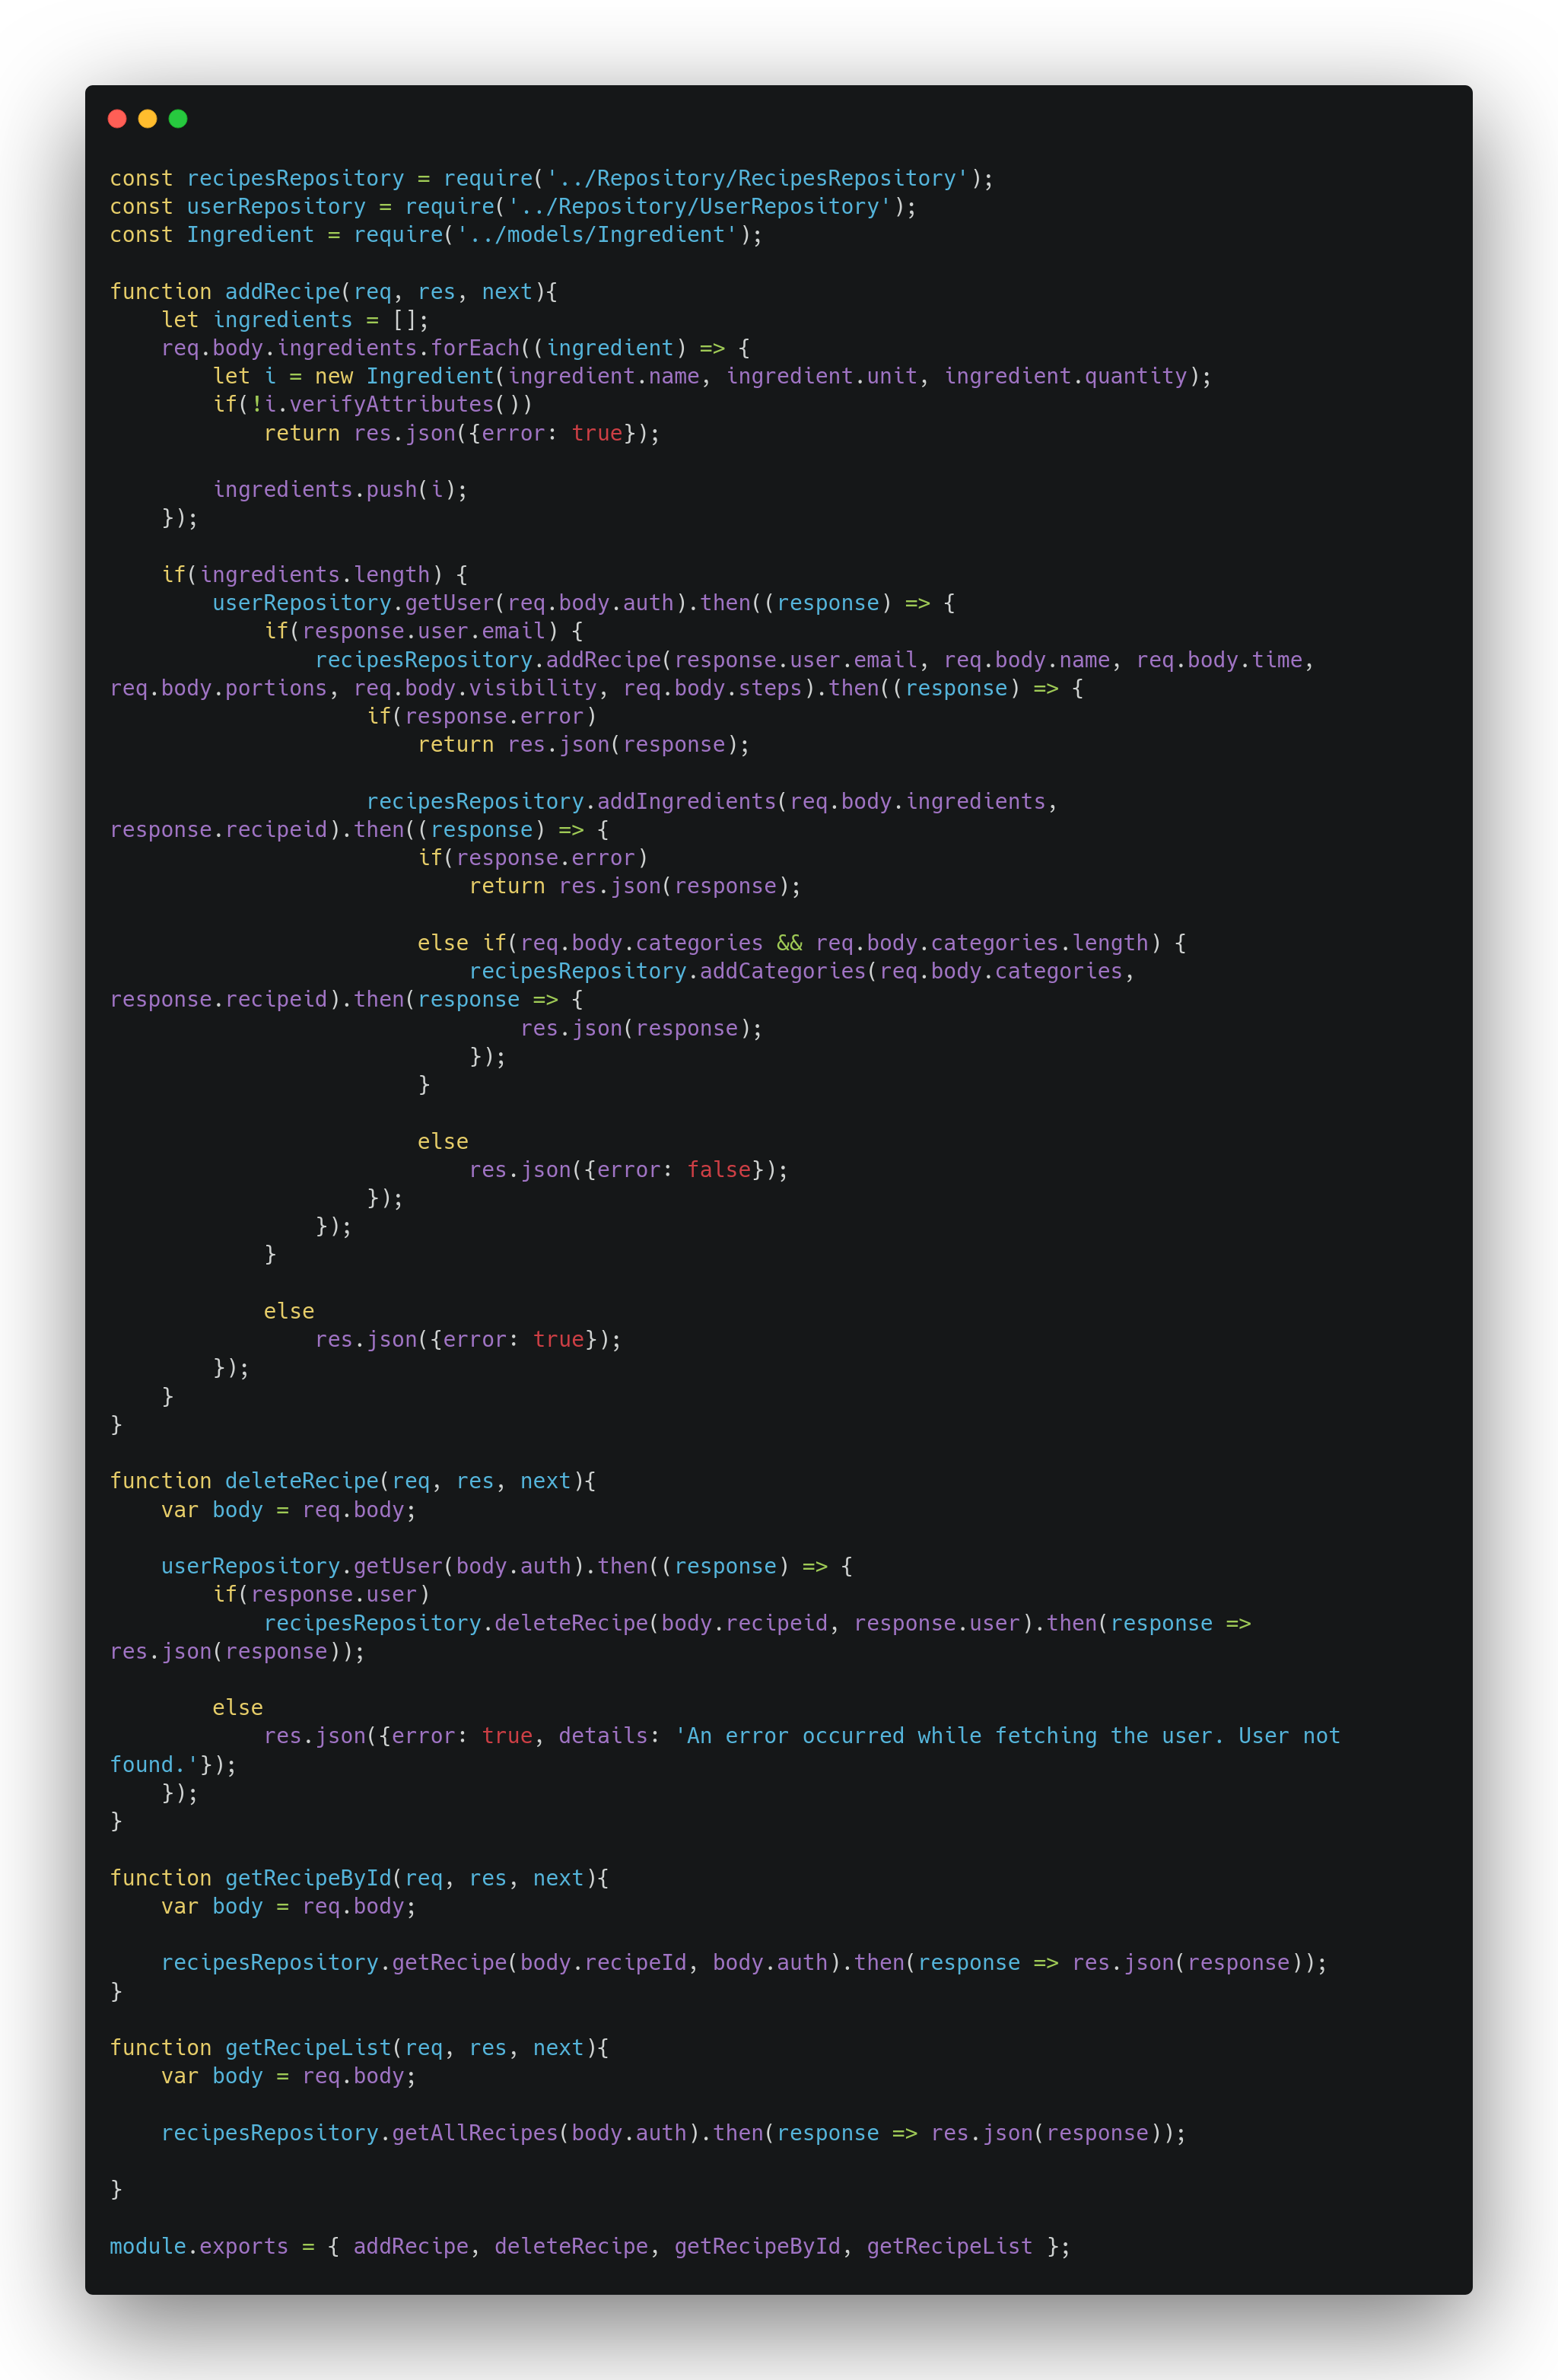 const recipesRepository = require('../Repository/RecipesRepository');
const userRepository = require('../Repository/UserRepository');
const Ingredient = require('../models/Ingredient');

function addRecipe(req, res, next){
    let ingredients = [];
    req.body.ingredients.forEach((ingredient) => {
        let i = new Ingredient(ingredient.name, ingredient.unit, ingredient.quantity);
        if(!i.verifyAttributes())
            return res.json({error: true});

        ingredients.push(i);
    });

    if(ingredients.length) {
        userRepository.getUser(req.body.auth).then((response) => {
            if(response.user.email) {
                recipesRepository.addRecipe(response.user.email, req.body.name, req.body.time,
req.body.portions, req.body.visibility, req.body.steps).then((response) => {
                    if(response.error)
                        return res.json(response);

                    recipesRepository.addIngredients(req.body.ingredients,
response.recipeid).then((response) => {
                        if(response.error)
                            return res.json(response);

                        else if(req.body.categories && req.body.categories.length) {
                            recipesRepository.addCategories(req.body.categories,
response.recipeid).then(response => {
                                res.json(response);
                            });
                        }

                        else
                            res.json({error: false});
                    });
                });
            }

            else
                res.json({error: true});
        });
    }
}

function deleteRecipe(req, res, next){
    var body = req.body;

    userRepository.getUser(body.auth).then((response) => {
        if(response.user)
            recipesRepository.deleteRecipe(body.recipeid, response.user).then(response =>
res.json(response));

        else
            res.json({error: true, details: 'An error occurred while fetching the user. User not
found.'});
    });
}

function getRecipeById(req, res, next){
    var body = req.body;

    recipesRepository.getRecipe(body.recipeId, body.auth).then(response => res.json(response));
}

function getRecipeList(req, res, next){
    var body = req.body;

    recipesRepository.getAllRecipes(body.auth).then(response => res.json(response));

}

module.exports = { addRecipe, deleteRecipe, getRecipeById, getRecipeList };